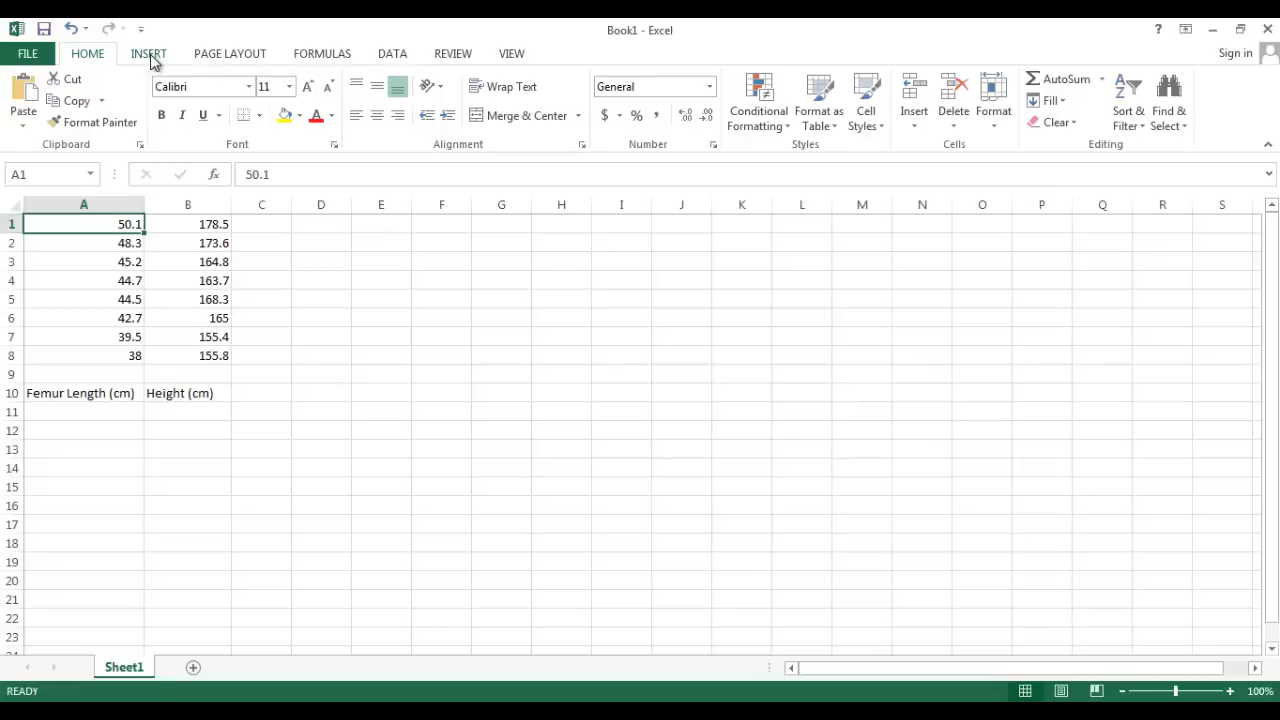 Book1 - Excel
FILE HOME INSERT PAGE LAYOUT FORMULAS DATA REVIEW VIEW Sign in
Paste
Cut
Copy
Format Painter
Clipboard
Calibri 11
B I U A
Font
Wrap Text
Merge & Center
Alignment
General
$ % ,
Number
Conditional Formatting
Format as Table
Cell Styles
Styles
Insert Delete Format
Cells
AutoSum
Fill
Clear
Sort & Filter
Find & Select
Editing
A1 fx 50.1
A B C D E F G H I J K L M N O P Q R S
1 50.1 178.5
2 48.3 173.6
3 45.2 164.8
4 44.7 163.7
5 44.5 168.3
6 42.7 165
7 39.5 155.4
8 38 155.8
9
10 Femur Length (cm) Height (cm)
11
12
13
14
15
16
17
18
19
20
21
22
23
Sheet1
READY 100%